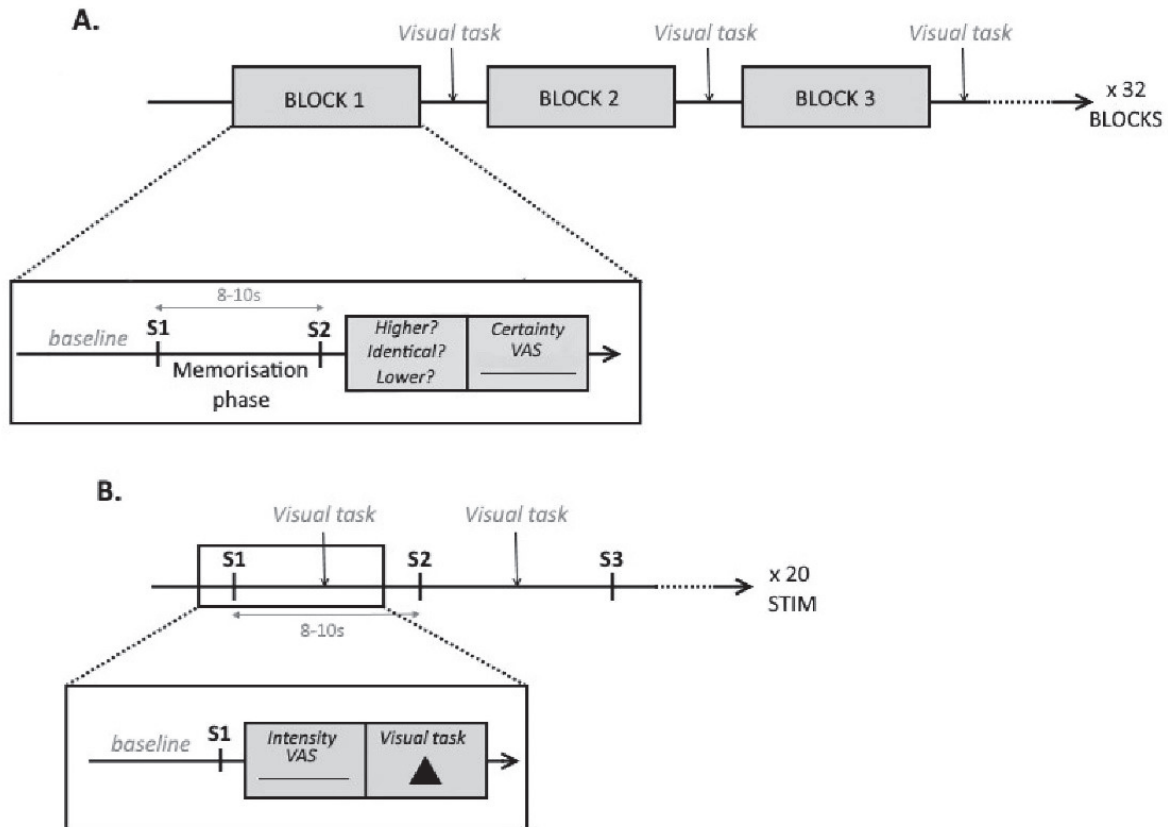 A.
Visual task
Visual task
Visual task
BLOCK 1
BLOCK 2
BLOCK 3
x 32
BLOCKS
8-10s
baseline
S1
S2
Memorisation
phase
Higher?
Identical?
Lower?
Certainty
VAS
B.
Visual task
Visual task
S1
S2
S3
x 20
STIM
8-10s
baseline
S1
Intensity
VAS
Visual task